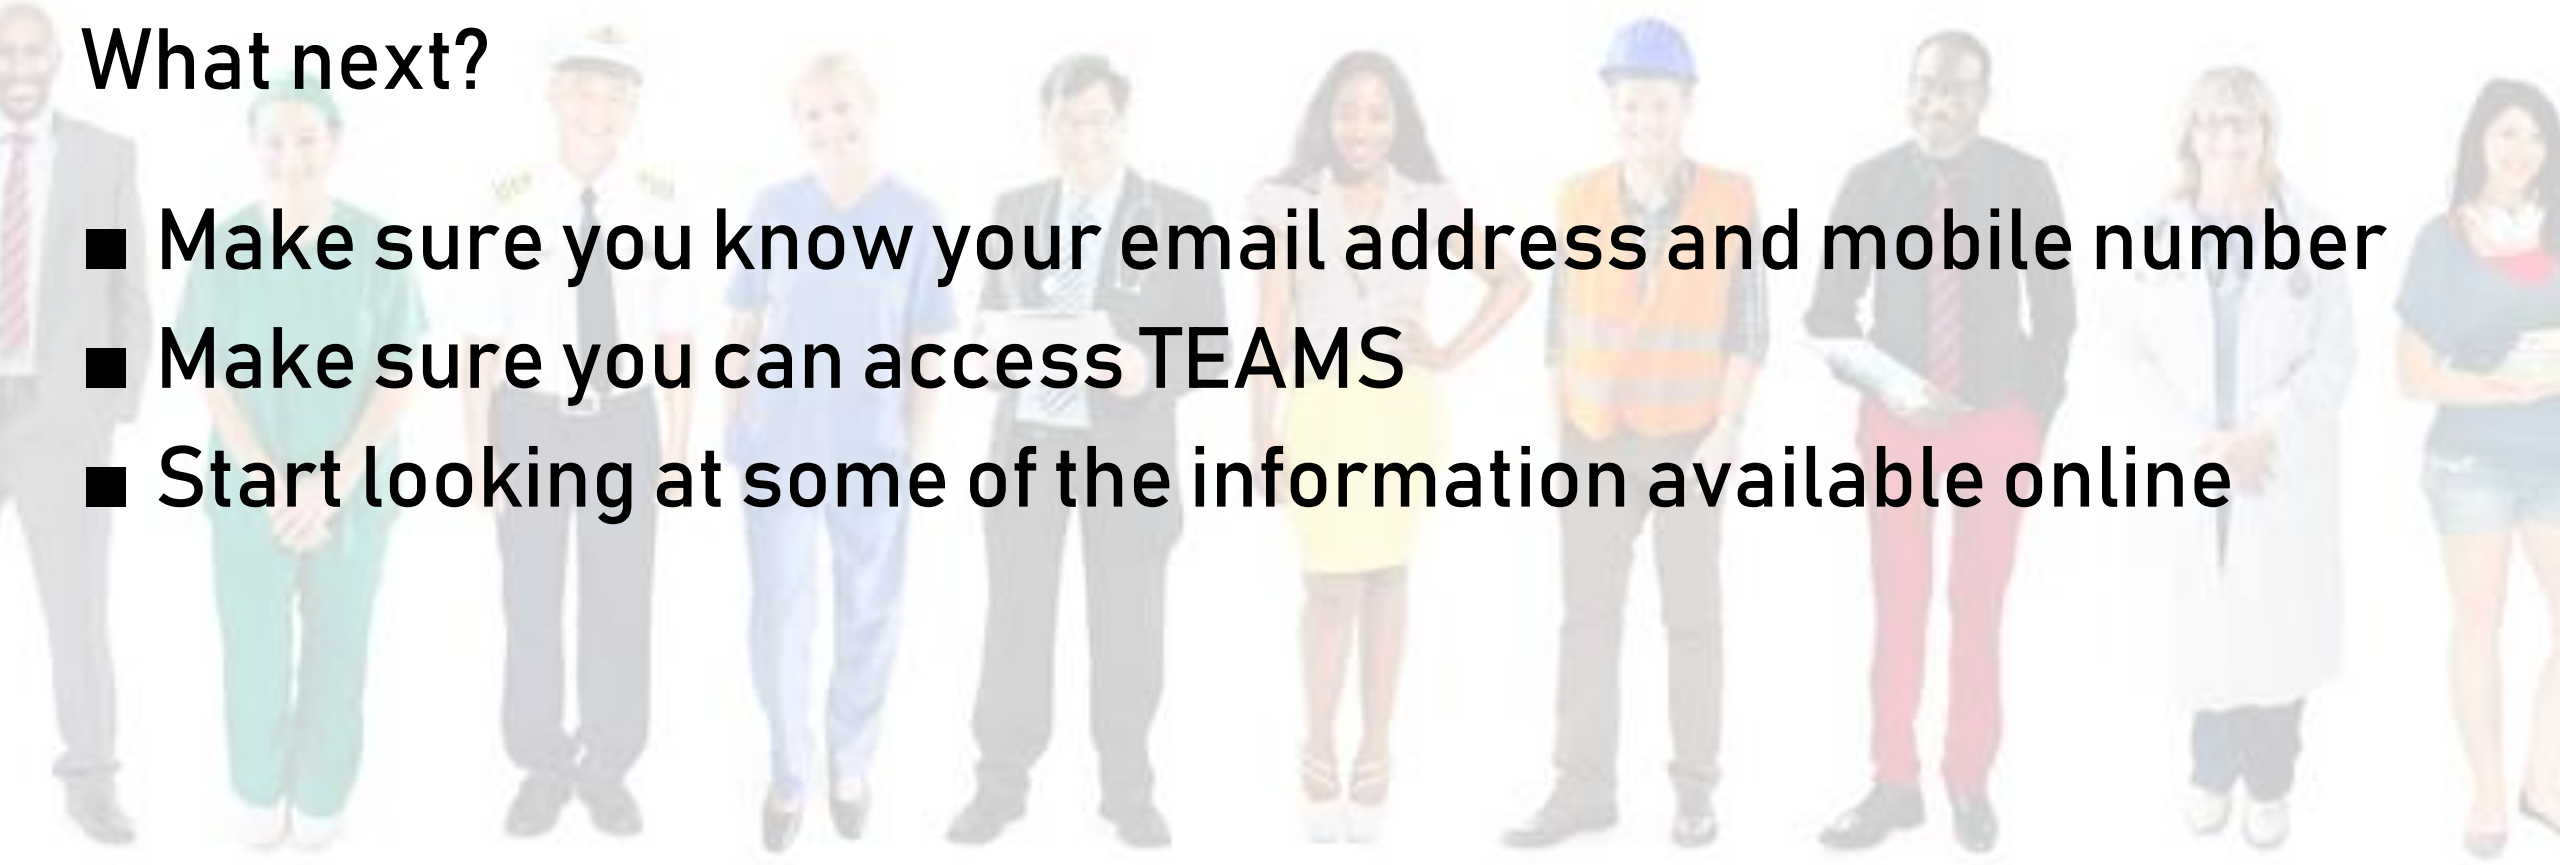 What next?
■ Make sure you know your email address and mobile number
■ Make sure you can access TEAMS
■ Start looking at some of the information available online